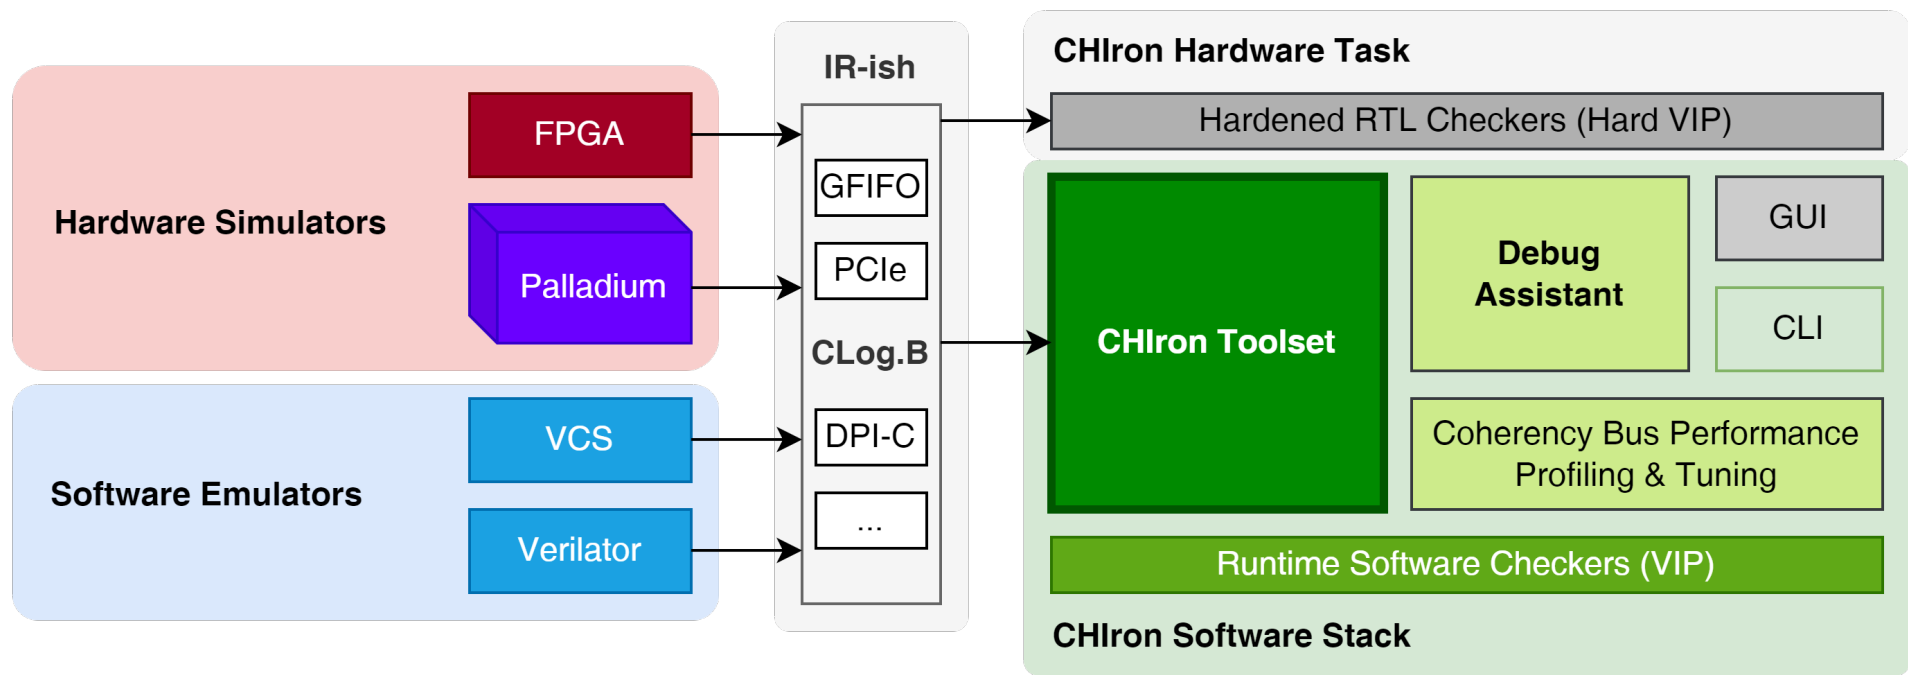 Hardware Simulators
FPGA
Palladium
Software Emulators
VCS
Verilator
IR-ish
GFIFO
PCIe
CLog.B
DPI-C
...
CHIron Hardware Task
Hardened RTL Checkers (Hard VIP)
CHIron Toolset
Debug
Assistant
GUI
CLI
Coherency Bus Performance
Profiling & Tuning
Runtime Software Checkers (VIP)
CHIron Software Stack